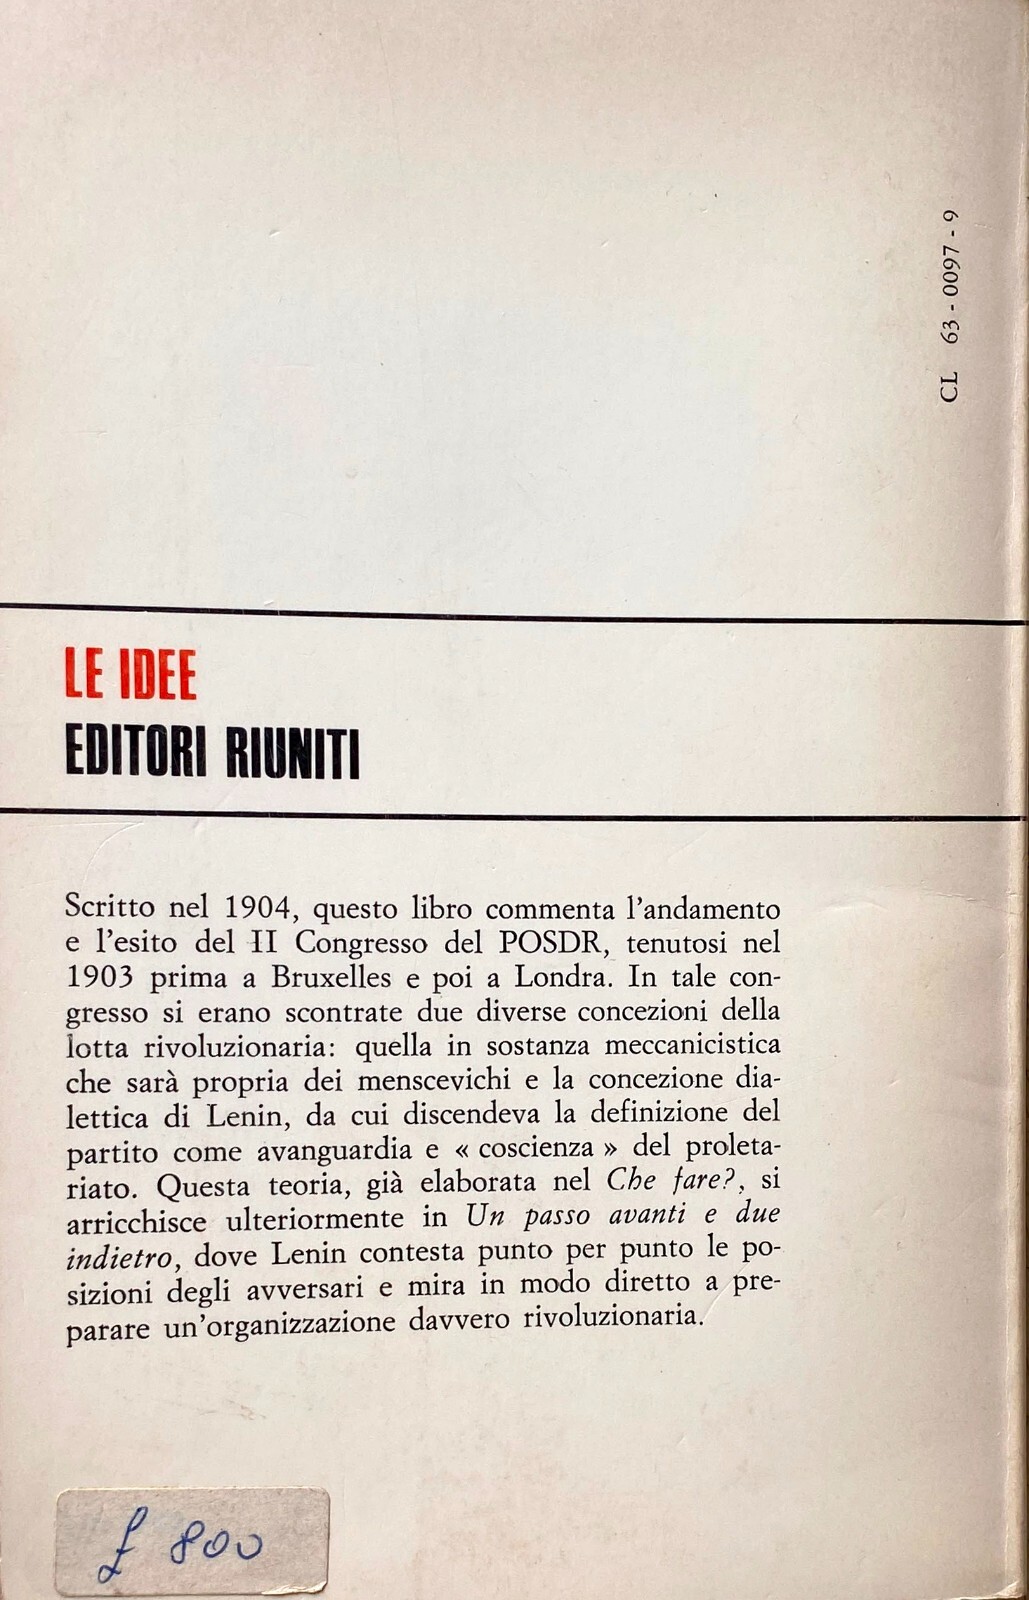 CL 63-0097-9
LE IDEE
EDITORI RIUNITI
Scritto nel 1904, questo libro commenta l'andamento
e l'esito del II Congresso del POSDR, tenutosi nel
1903 prima a Bruxelles e poi a Londra. In tale con-
gresso si erano scontrate due diverse concezioni della
lotta rivoluzionaria: quella in sostanza meccanicistica
che sarà propria dei menscevichi e la concezione dia-
lettica di Lenin, da cui discendeva la definizione del
partito come avanguardia e « coscienza » del proleta-
riato. Questa teoria, già elaborata nel Che fare?, si
arricchisce ulteriormente in Un passo avanti e due
indietro, dove Lenin contesta punto per punto le po-
sizioni degli avversari e mira in modo diretto a pre-
parare un'organizzazione davvero rivoluzionaria.
£ 800